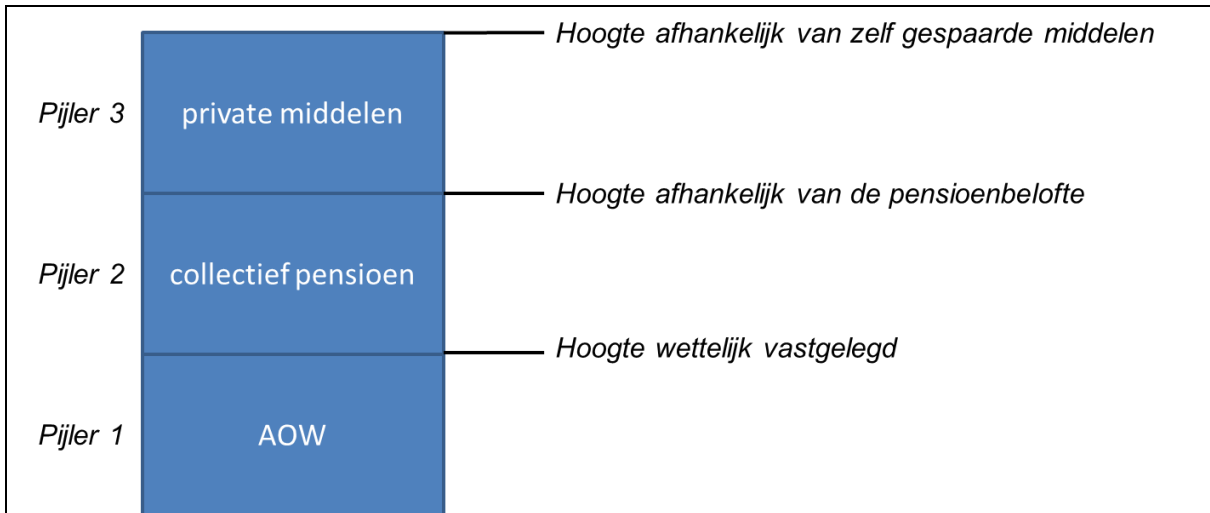 Hoogte afhankelijk van zelf gespaarde middelen
Pijler 3
private middelen
Hoogte afhankelijk van de pensioenbelofte
Pijler 2
collectief pensioen
Hoogte wettelijk vastgelegd
Pijler 1
AOW